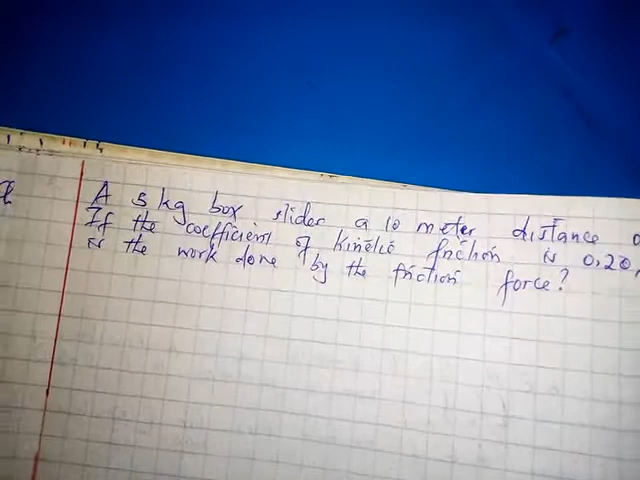 A 5 kg box slides a 10 meter distance
If the coefficient of kinetic friction is 0,20,
is the work done by the friction force?